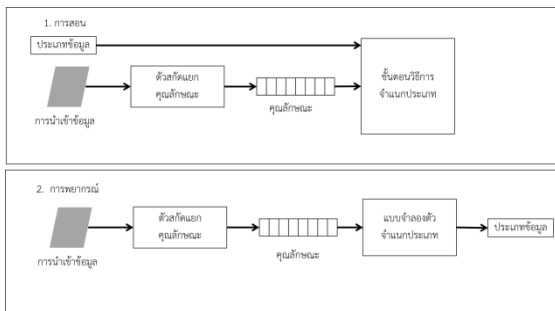 1. การสอน
ประเภทข้อมูล
ตัวสกัดแยก
คุณลักษณะ
ขั้นตอนวิธีการ
จำแนกประเภท
คุณลักษณะ
การนำเข้าข้อมูล
2. การพยากรณ์
ตัวสกัดแยก
คุณลักษณะ
แบบจำลองตัว
จำแนกประเภท
ประเภทข้อมูล
คุณลักษณะ
การนำเข้าข้อมูล